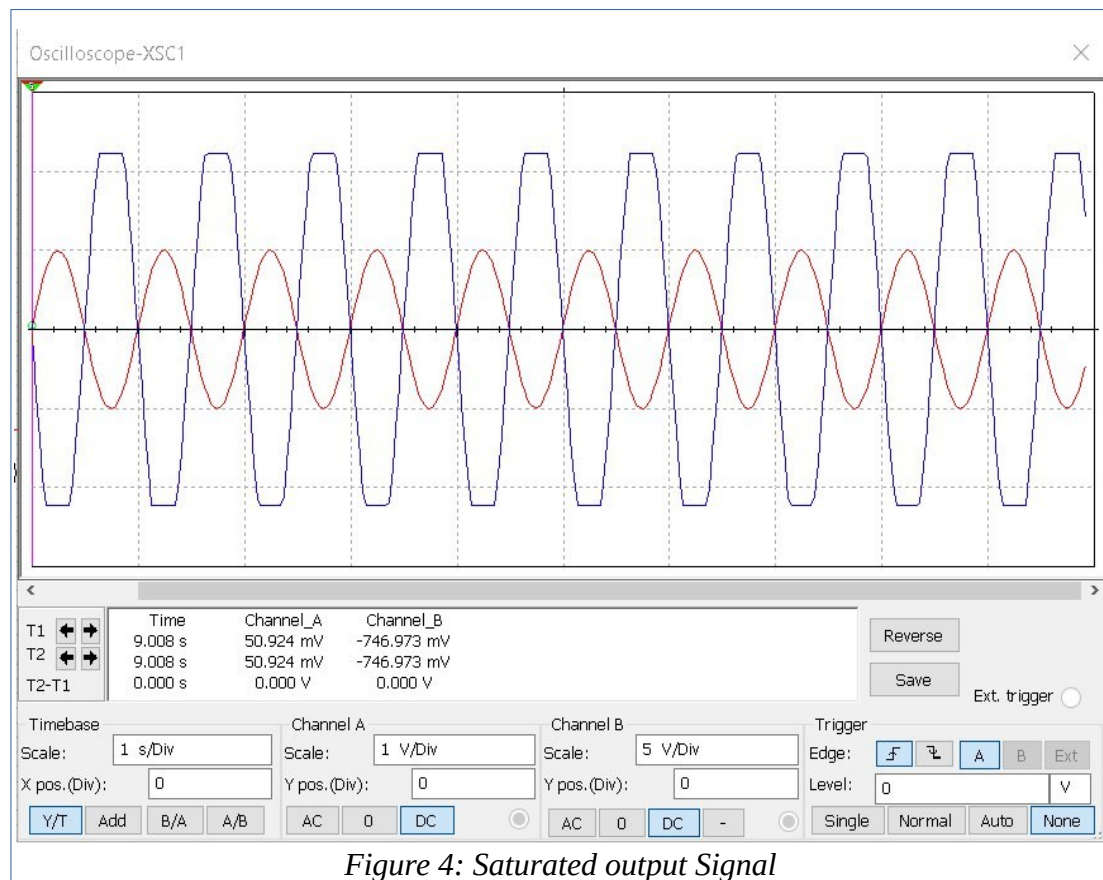 Oscilloscope-XSC1
Time Channel_A Channel_B
T1 9.008 s 50.924 mV -746.973 mV
T2 9.008 s 50.924 mV -746.973 mV
T2-T1 0.000 s 0.000 V 0.000 V
Reverse
Save
Ext. trigger
Timebase
Scale: 1 s/Div
X pos.(Div): 0
Y/T Add B/A A/B
Channel A
Scale: 1 V/Div
Y pos.(Div): 0
AC 0 DC
Channel B
Scale: 5 V/Div
Y pos.(Div): 0
AC 0 DC -
Trigger
Edge: A B Ext
Level: 0 V
Single Normal Auto None
Figure 4: Saturated output Signal